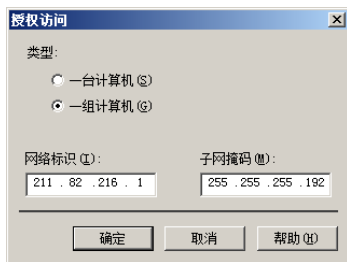 授权访问
类型:
一台计算机(S)
一组计算机(G)
网络标识(I): 子网掩码(M):
211 . 82 . 216 . 1 255 .255 .255 .192
确定 取消 帮助(H)